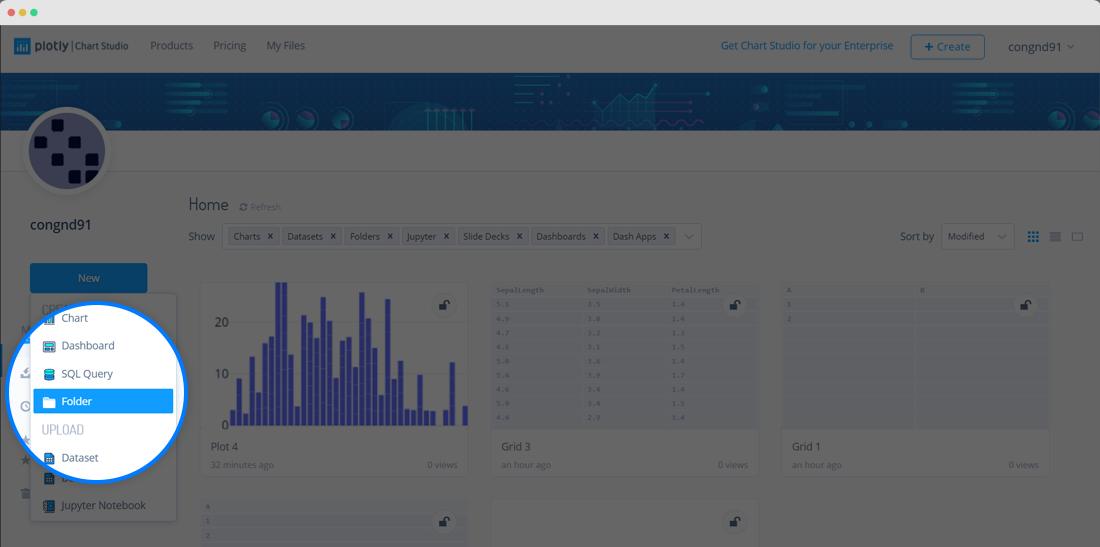 plotly | Chart Studio Products Pricing My Files Get Chart Studio for your Enterprise + Create congnd91
congnd91
Home Refresh
Show Charts x Datasets x Folders x Jupyter x Slide Decks x Dashboards x Dash Apps x Sort by Modified
New
Chart
Dashboard
SQL Query
Folder
UPLOAD
Dataset
Jupyter Notebook
20
10
0
Plot 4
32 minutes ago 0 views
SepalLength SepalWidth PetalLength
5.1 3.5 1.4
4.9 3.0 1.4
4.7 3.2 1.3
4.6 3.1 1.5
5.0 3.6 1.4
5.4 3.9 1.7
4.6 3.4 1.4
5.0 3.4 1.5
4.4 2.9 1.4
Grid 3
an hour ago 0 views
A B
1
2
Grid 1
an hour ago 0 views
A
1
2